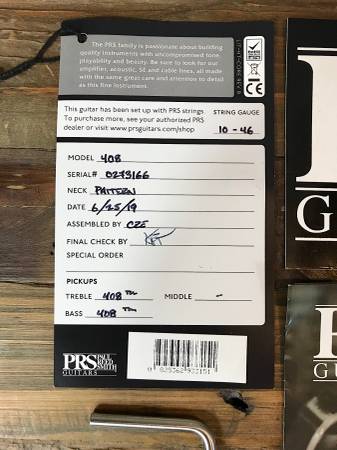 The PRS family is passionate about building
quality instruments with uncompromised tone,
playability and beauty. Be sure to look for our
amplifier, acoustic, SE and cable lines, all made
with the same great care and attention to detail
as this fine instrument.
CE
This guitar has been set up with PRS strings.
To purchase more, see your authorized PRS
dealer or visit www.prsguitars.com/shop
STRING GAUGE
10 - 46
MODEL 408
SERIAL# 0273166
NECK PATTERN
DATE 6/25/19
ASSEMBLED BY CZE
FINAL CHECK BY
SPECIAL ORDER
PICKUPS
TREBLE 408 TM MIDDLE -
BASS 408 TM
PRS PAUL REED SMITH
GUITARS
G
GU